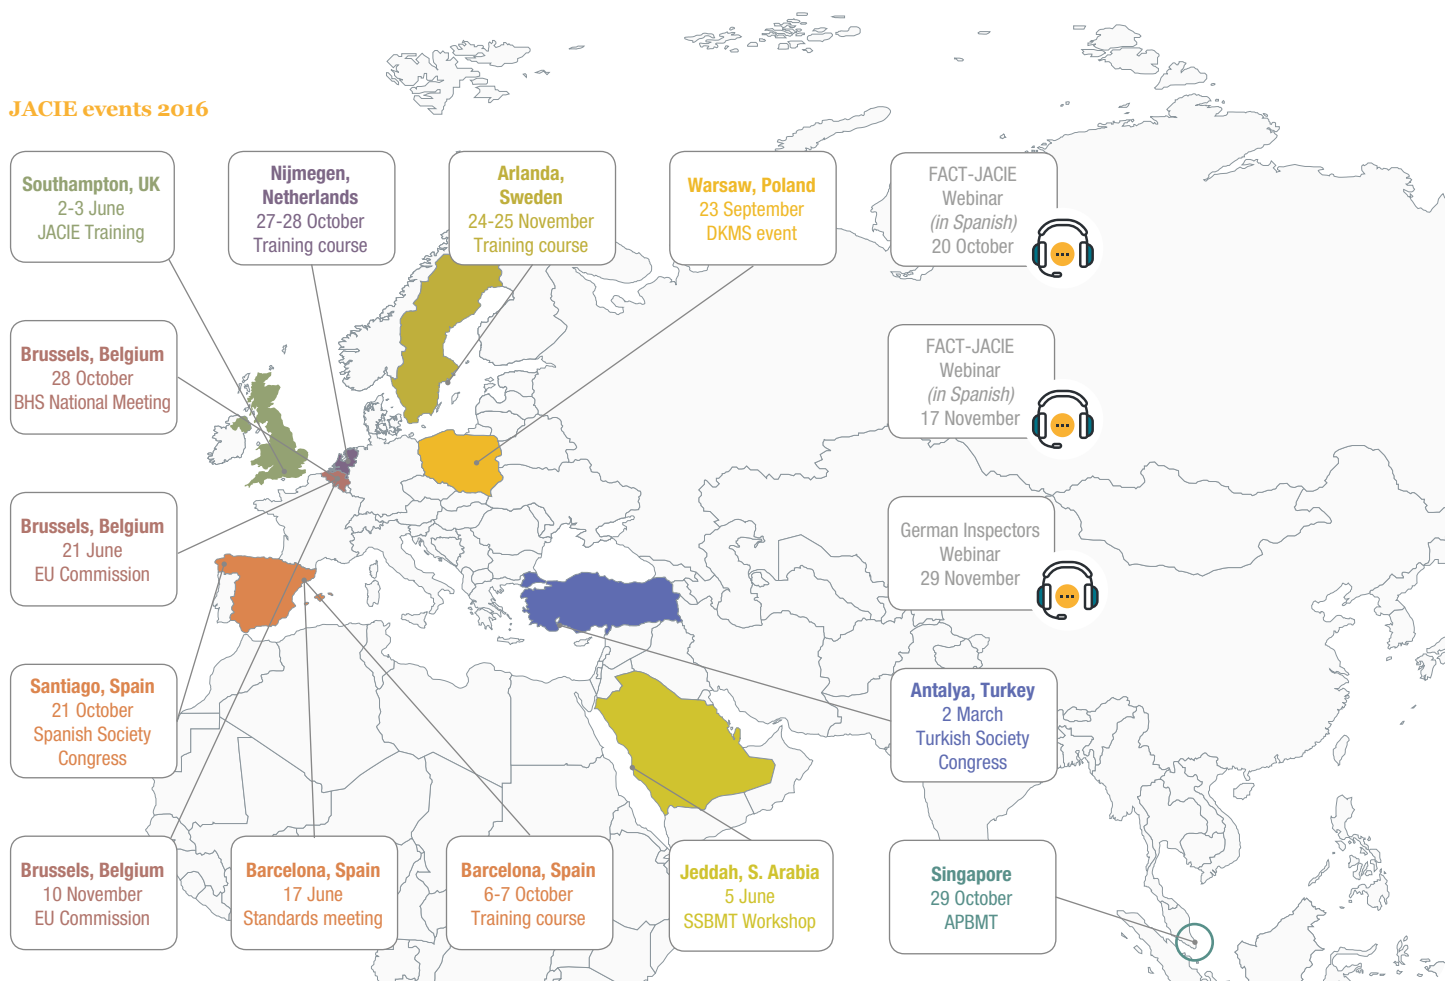 JACIE events 2016
Southampton, UK
2-3 June
JACIE Training
Nijmegen,
Netherlands
27-28 October
Training course
Arlanda,
Sweden
24-25 November
Training course
Warsaw, Poland
23 September
DKMS event
FACT-JACIE
Webinar
(in Spanish)
20 October
Brussels, Belgium
28 October
BHS National Meeting
FACT-JACIE
Webinar
(in Spanish)
17 November
Brussels, Belgium
21 June
EU Commission
German Inspectors
Webinar
29 November
Santiago, Spain
21 October
Spanish Society
Congress
Antalya, Turkey
2 March
Turkish Society
Congress
Brussels, Belgium
10 November
EU Commission
Barcelona, Spain
17 June
Standards meeting
Barcelona, Spain
6-7 October
Training course
Jeddah, S. Arabia
5 June
SSBMT Workshop
Singapore
29 October
APBMT